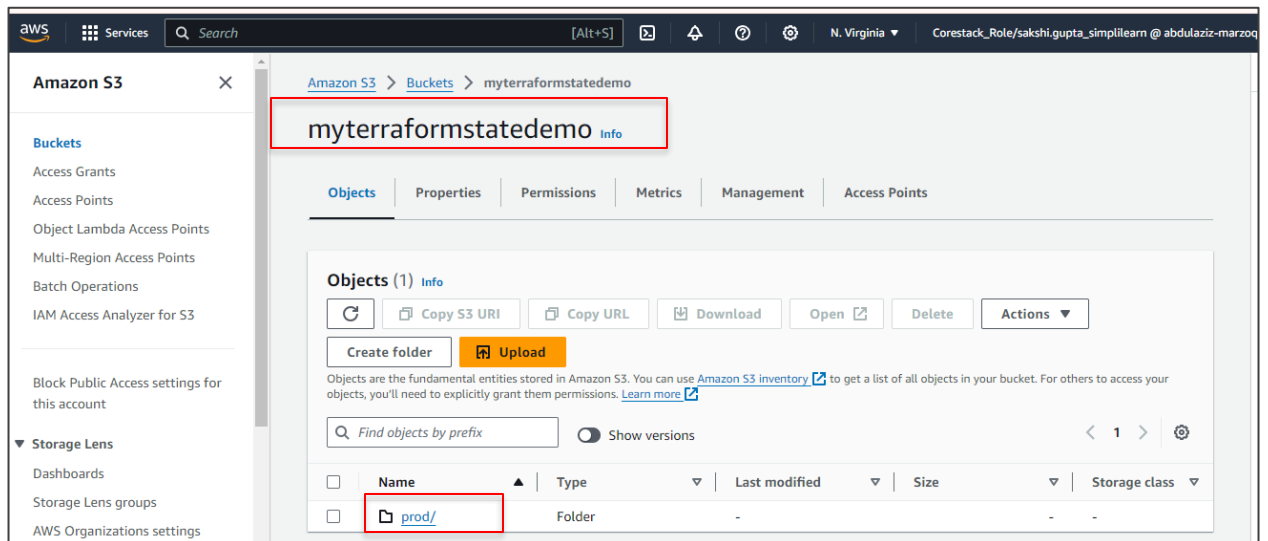 aws Services Search [Alt+S] N. Virginia ▼ Corestack_Role/sakshi.gupta_simplilearn @ abdulaziz-marzoq
Amazon S3
Buckets
Access Grants
Access Points
Object Lambda Access Points
Multi-Region Access Points
Batch Operations
IAM Access Analyzer for S3
Block Public Access settings for
this account
▼ Storage Lens
Dashboards
Storage Lens groups
AWS Organizations settings
Amazon S3 > Buckets > myterraformstatedemo
myterraformstatedemo Info
Objects Properties Permissions Metrics Management Access Points
Objects (1) Info
Copy S3 URI Copy URL Download Open Delete Actions ▼
Create folder Upload
Objects are the fundamental entities stored in Amazon S3. You can use Amazon S3 inventory to get a list of all objects in your bucket. For others to access your
objects, you'll need to explicitly grant them permissions. Learn more
Find objects by prefix Show versions < 1 >
Name Type Last modified Size Storage class
prod/ Folder - - -